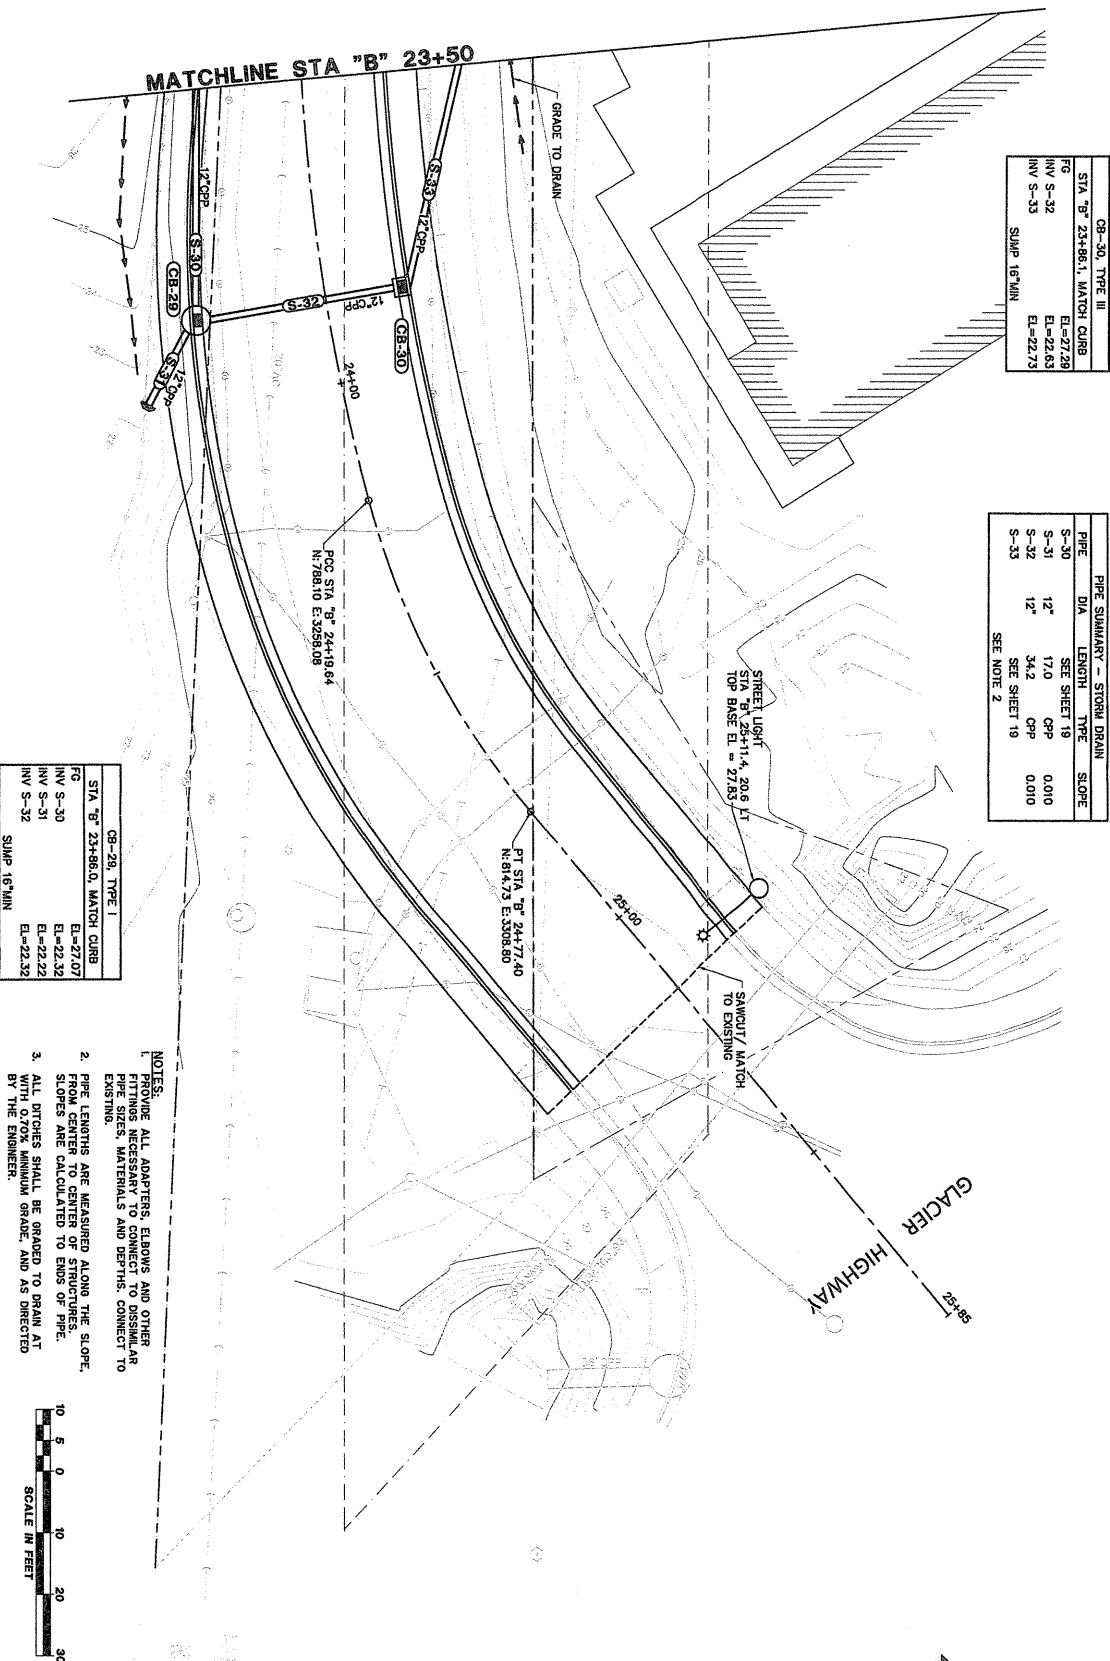 MATCHLINE STA "B" 23+50
GRADE TO DRAIN
CB-30, TYPE III
STA "B" 23+86.1, MATCH CURB
FG EL=27.29
INV S-32 EL=22.63
INV S-33 EL=22.73
SUMP 16"MIN
PIPE SUMMARY - STORM DRAIN
PIPE DIA LENGTH TYPE SLOPE
S-30 SEE SHEET 19
S-31 12" 17.0 CPP 0.010
S-32 12" 34.2 CPP 0.010
S-33 SEE SHEET 19
SEE NOTE 2
S-33
12"CPP
12"CPP
S-30
CB-29
S-32
12"CPP
CB-30
S-31
12"CPP
24+00
PCC STA "B" 24+19.64
N:788.10 E:3258.08
STREET LIGHT
STA "B" 25+11.4, 20.6 LT
TOP BASE EL = 27.83
PT STA "B" 24+77.40
N:814.73 E:3308.80
25+00
SAWCUT/ MATCH
TO EXISTING
GLACIER
HIGHWAY
25+85
CB-29, TYPE I
STA "B" 23+86.0, MATCH CURB
FG EL=27.07
INV S-30 EL=22.32
INV S-31 EL=22.22
INV S-32 EL=22.32
SUMP 16"MIN
NOTES:
1. PROVIDE ALL ADAPTERS, ELBOWS AND OTHER
FITTINGS NECESSARY TO CONNECT TO DISSIMILAR
PIPE SIZES, MATERIALS AND DEPTHS. CONNECT TO
EXISTING.
2. PIPE LENGTHS ARE MEASURED ALONG THE SLOPE,
FROM CENTER TO CENTER OF STRUCTURES.
SLOPES ARE CALCULATED TO ENDS OF PIPE.
3. ALL DITCHES SHALL BE GRADED TO DRAIN AT
WITH 0.70% MINIMUM GRADE, AND AS DIRECTED
BY THE ENGINEER.
10 5 0 10 20 30
SCALE IN FEET